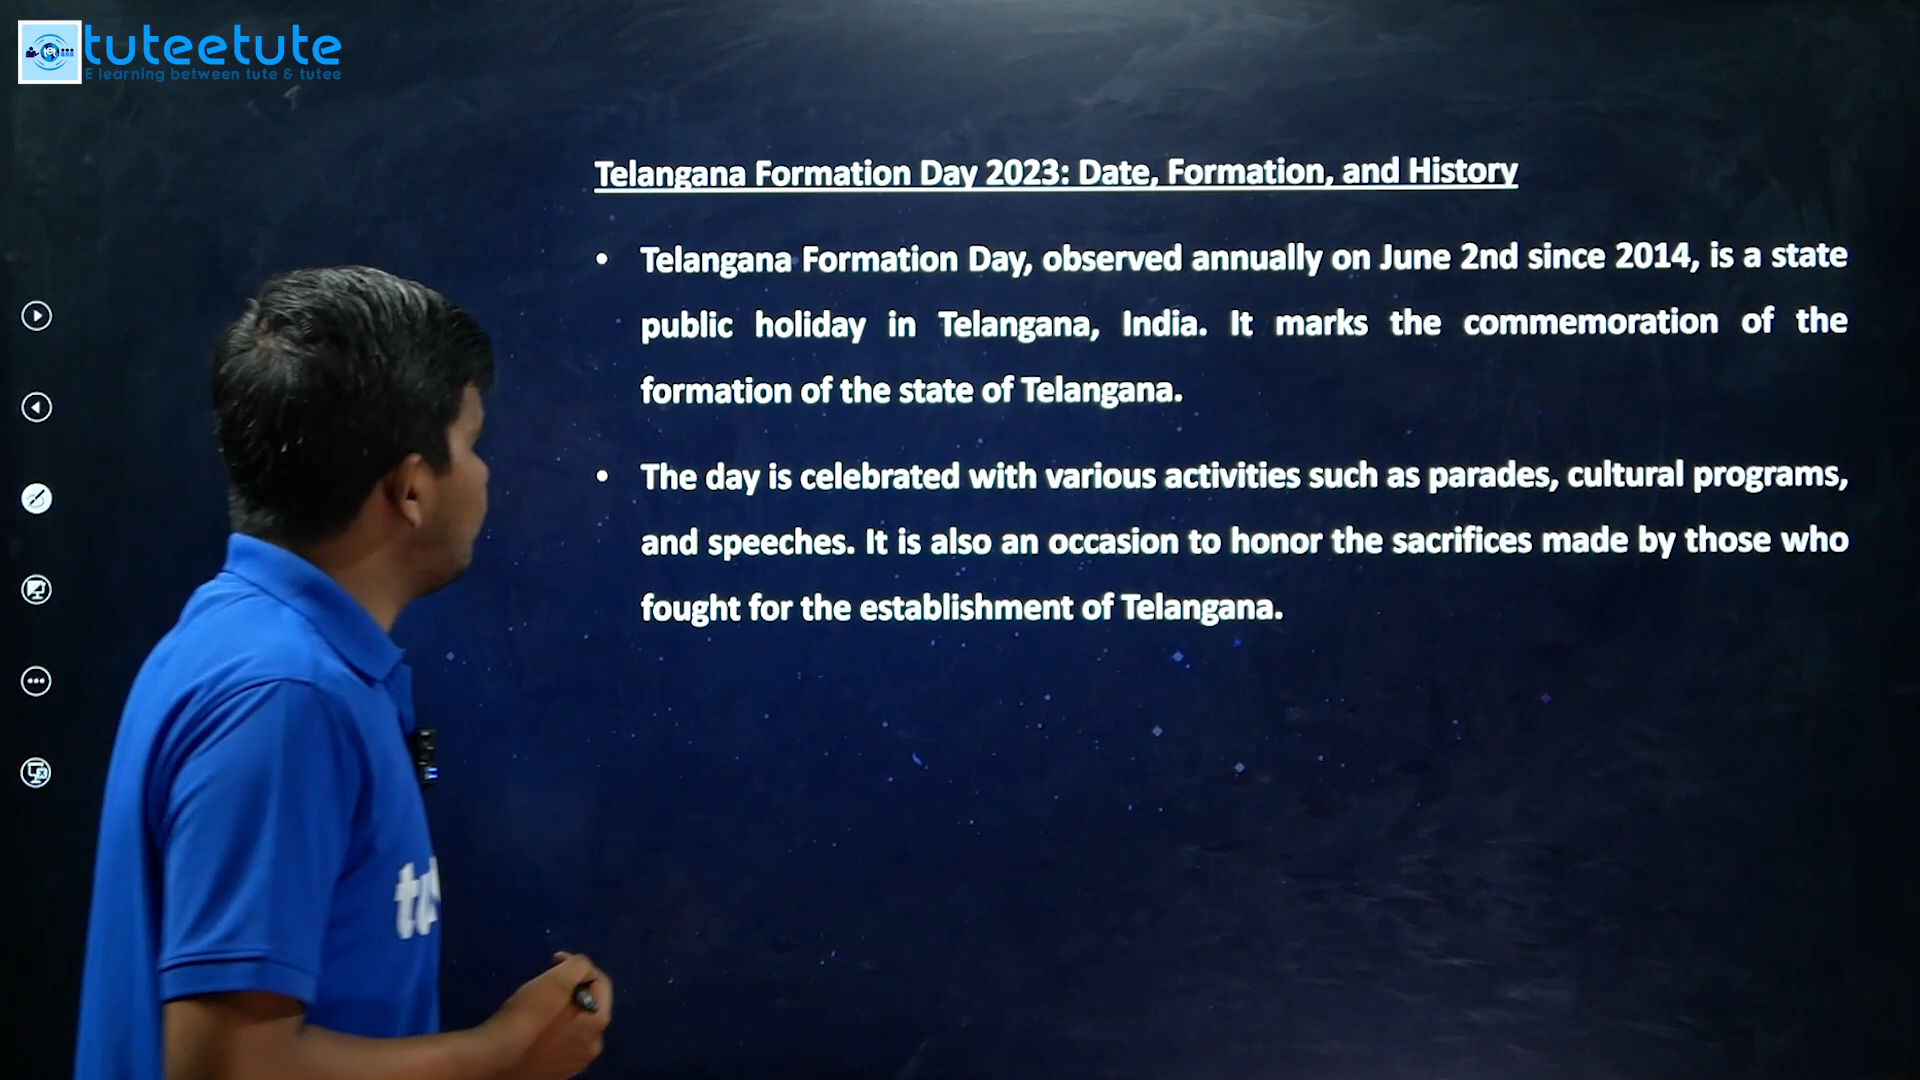 tuteetute
E learning between tute & tutee
Telangana Formation Day 2023: Date, Formation, and History
• Telangana Formation Day, observed annually on June 2nd since 2014, is a state
public holiday in Telangana, India. It marks the commemoration of the
formation of the state of Telangana.
• The day is celebrated with various activities such as parades, cultural programs,
and speeches. It is also an occasion to honor the sacrifices made by those who
fought for the establishment of Telangana.